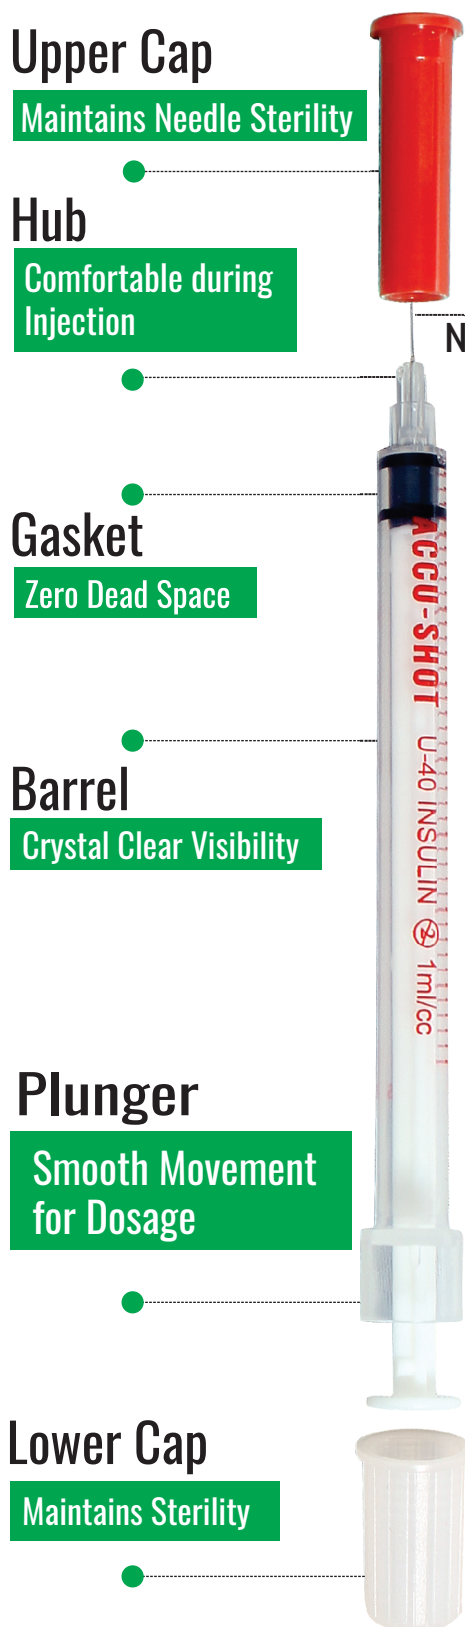 Upper Cap
Maintains Needle Sterility
Hub
Comfortable during
Injection
N
Gasket
Zero Dead Space
ACCU-SHOT
U-40 INSULIN 2 1ml/cc
Barrel
Crystal Clear Visibility
Plunger
Smooth Movement
for Dosage
Lower Cap
Maintains Sterility